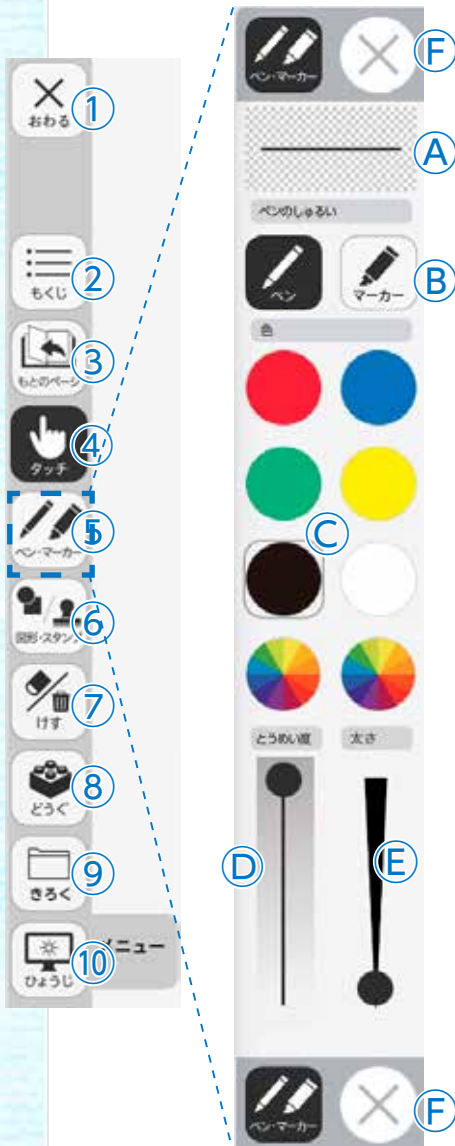 おわる
①
②
もくじ
③
もとのページ
④
タッチ
⑤
ペン・マーカー
⑥
図形・スタンプ
⑦
けす
⑧
どうぐ
⑨
きろく
⑩
ひょうじ
メニュー
ペン・マーカー
Ⓕ
Ⓐ
ペンのしゅるい
ペン
マーカー
Ⓑ
色
Ⓒ
とうめい度
太さ
Ⓓ
Ⓔ
ペン・マーカー
Ⓕ